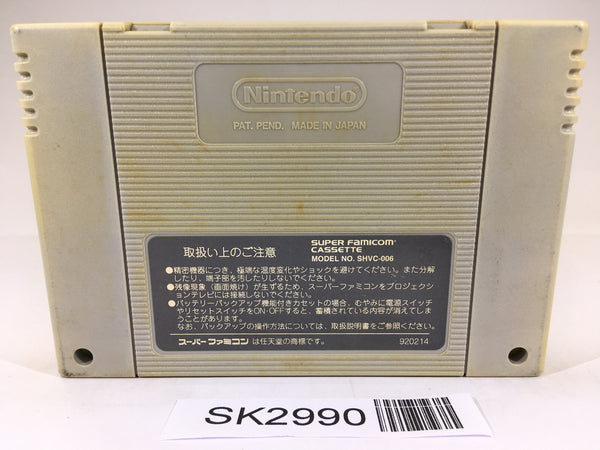 Nintendo
PAT. PEND. MADE IN JAPAN
取扱い上のご注意
SUPER FAMICOM
CASSETTE
MODEL NO. SHVC-006
●精密機器につき、極端な温度変化やショックを避けてください。また分解
したり、端子部を汚したりしないでください。
●残像現象（画面焼け）が生ずるため、スーパーファミコンをプロジェクシ
ョンテレビには接続しないでください。
●バッテリーバックアップ機能付きカセットの場合、むやみに電源スイッチ
やリセットスイッチをON・OFFすると、蓄積されている内容が消えてしま
うことがあります。
なお、バックアップの操作方法については、取扱説明書をご参照ください。
スーパーファミコン は任天堂の商標です。
920214
SK2990